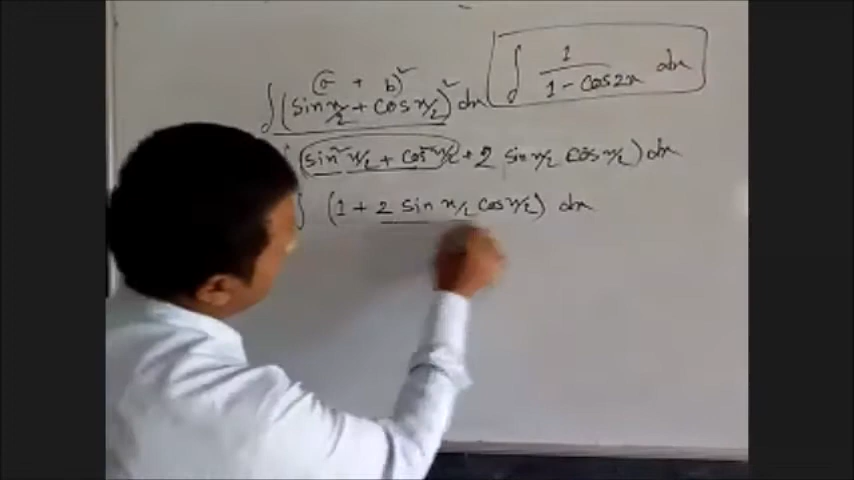 (a + b)²
∫ (sin x/2 + cos x/2)² dx
∫ 1/(1 - cos2x) dx
∫ (sin² x/2 + cos² x/2 + 2 sin x/2 cos x/2) dx
∫ (1 + 2 sin x/2 cos x/2) dx